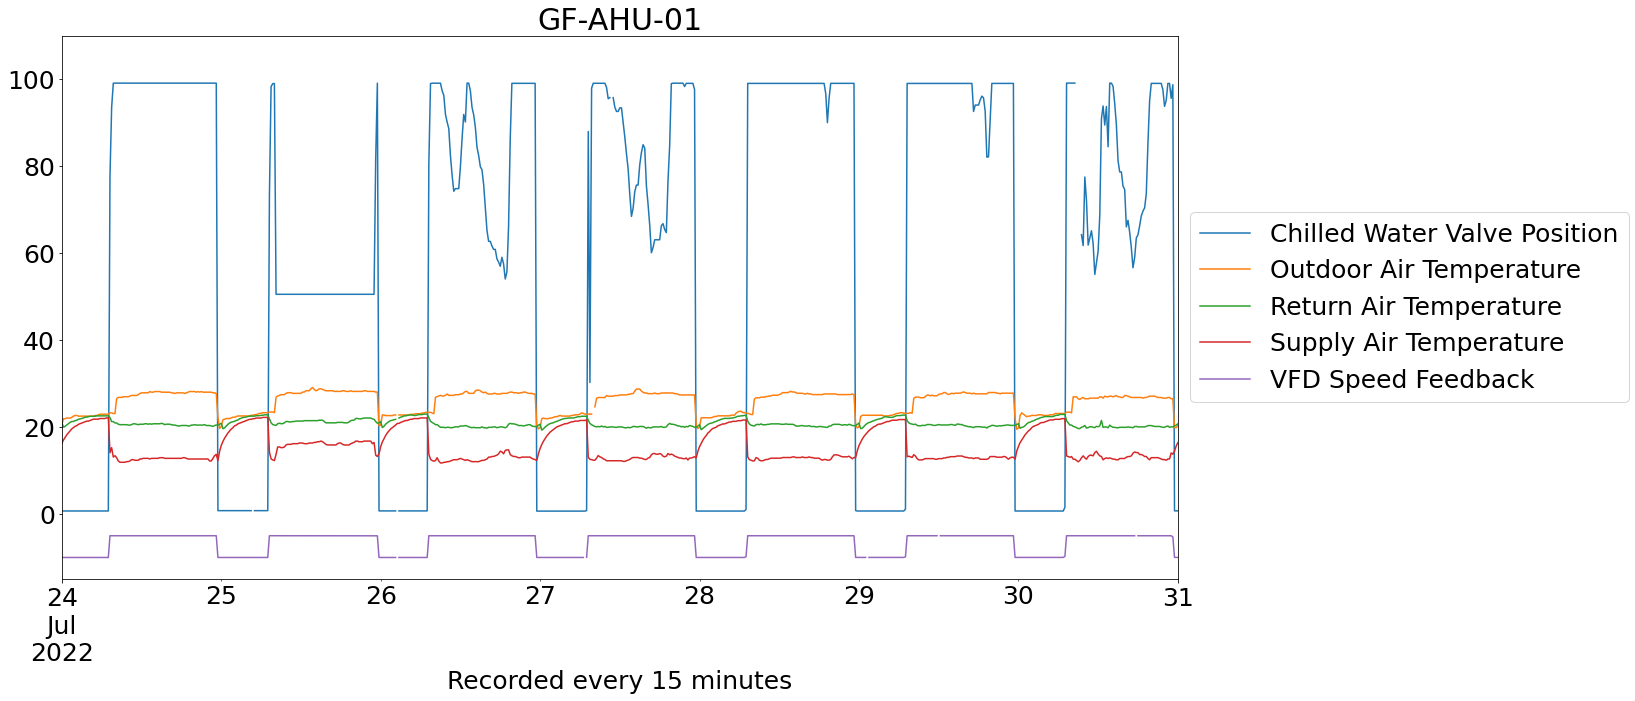 GF-AHU-01
100
80
60
40
20
0
24 25 26 27 28 29 30 31
Jul
2022
Recorded every 15 minutes
Chilled Water Valve Position
Outdoor Air Temperature
Return Air Temperature
Supply Air Temperature
VFD Speed Feedback